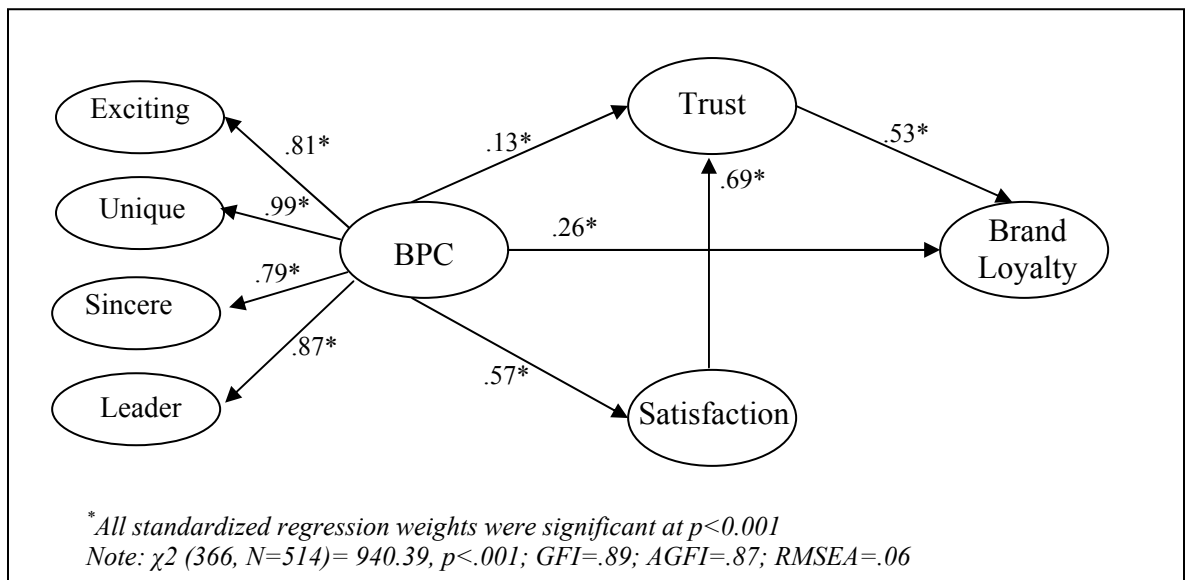 Exciting
Trust
.81*
.13*
.53*
Unique
.99*
.69*
BPC
.26*
Brand
Loyalty
.79*
Sincere
.87*
.57*
Leader
Satisfaction
*All standardized regression weights were significant at p<0.001
Note: χ2 (366, N=514)= 940.39, p<.001; GFI=.89; AGFI=.87; RMSEA=.06